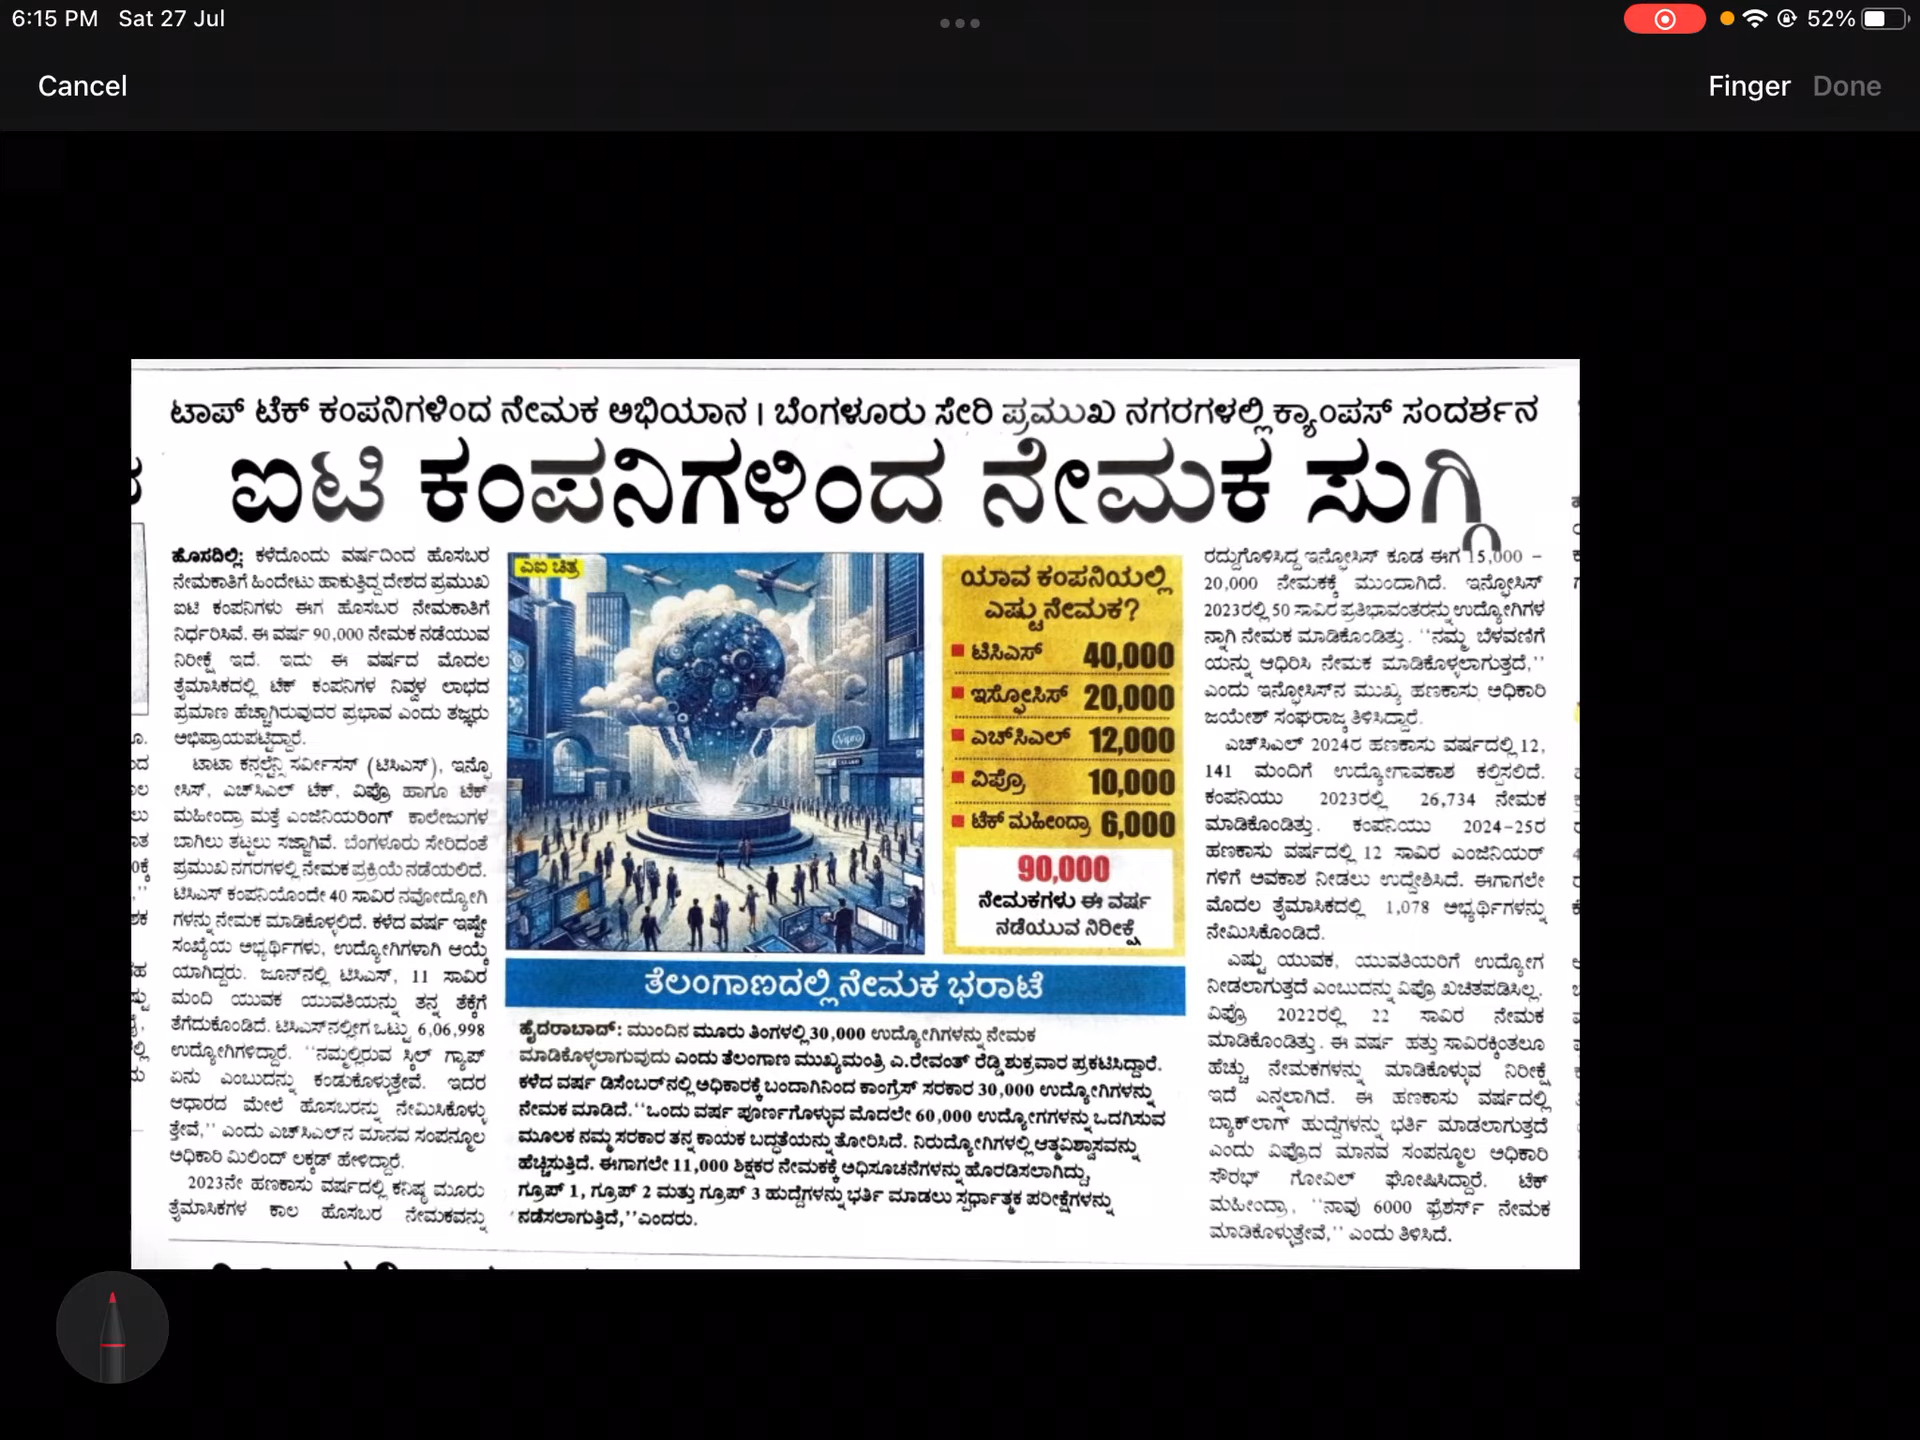 6:15 PM Sat 27 Jul
52%
Cancel
Finger Done
ಟಾಪ್ ಟೆಕ್ ಕಂಪನಿಗಳಿಂದ ನೇಮಕ ಅಭಿಯಾನ । ಬೆಂಗಳೂರು ಸೇರಿ ಪ್ರಮುಖ ನಗರಗಳಲ್ಲಿ ಕ್ಯಾಂಪಸ್ ಸಂದರ್ಶನ
ಐಟಿ ಕಂಪನಿಗಳಿಂದ ನೇಮಕ ಸುಗ್ಗಿ
ಹೊಸದಿಲ್ಲಿ: ಕಳೆದೊಂದು ವರ್ಷದಿಂದ ಹೊಸಬರ
ನೇಮಕಾತಿಗೆ ಹಿಂದೇಟು ಹಾಕುತ್ತಿದ್ದ ದೇಶದ ಪ್ರಮುಖ
ಐಟಿ ಕಂಪನಿಗಳು ಈಗ ಹೊಸಬರ ನೇಮಕಾತಿಗೆ
ನಿರ್ಧರಿಸಿವೆ. ಈ ವರ್ಷ 90,000 ನೇಮಕ ನಡೆಯುವ
ನಿರೀಕ್ಷೆ ಇದೆ. ಇದು ಈ ವರ್ಷದ ಮೊದಲ
ತ್ರೈಮಾಸಿಕದಲ್ಲಿ ಟೆಕ್ ಕಂಪನಿಗಳ ನಿವ್ವಳ ಲಾಭದ
ಪ್ರಮಾಣ ಹೆಚ್ಚಾಗಿರುವುದರ ಪ್ರಭಾವ ಎಂದು ತಜ್ಞರು
ಅಭಿಪ್ರಾಯಪಟ್ಟಿದ್ದಾರೆ.
ಟಾಟಾ ಕನ್ಸಲ್ಟೆನ್ಸಿ ಸರ್ವೀಸಸ್ (ಟಿಸಿಎಸ್), ಇನ್ಫೊ
ಸಿಸ್, ಎಚ್‌ಸಿಎಲ್ ಟೆಕ್, ವಿಪ್ರೊ ಹಾಗೂ ಟೆಕ್
ಮಹೀಂದ್ರಾ ಮತ್ತೆ ಎಂಜಿನಿಯರಿಂಗ್ ಕಾಲೇಜುಗಳ
ಬಾಗಿಲು ತಟ್ಟಲು ಸಜ್ಜಾಗಿವೆ. ಬೆಂಗಳೂರು ಸೇರಿದಂತೆ
ಪ್ರಮುಖ ನಗರಗಳಲ್ಲಿ ನೇಮಕ ಪ್ರಕ್ರಿಯೆ ನಡೆಯಲಿದೆ.
ಟಿಸಿಎಸ್ ಕಂಪನಿಯೊಂದೇ 40 ಸಾವಿರ ನವೋದ್ಯೋಗಿ
ಗಳನ್ನು ನೇಮಕ ಮಾಡಿಕೊಳ್ಳಲಿದೆ. ಕಳೆದ ವರ್ಷ ಇಷ್ಟೇ
ಸಂಖ್ಯೆಯ ಅಭ್ಯರ್ಥಿಗಳು, ಉದ್ಯೋಗಿಗಳಾಗಿ ಆಯ್ಕೆ
ಯಾಗಿದ್ದರು. ಜೂನ್‌ನಲ್ಲಿ ಟಿಸಿಎಸ್, 11 ಸಾವಿರ
ಮಂದಿ ಯುವಕ ಯುವತಿಯನ್ನು ತನ್ನ ತೆಕ್ಕೆಗೆ
ತೆಗೆದುಕೊಂಡಿದೆ. ಟಿಸಿಎಸ್‌ನಲ್ಲೀಗ ಒಟ್ಟು 6,06,998
ಉದ್ಯೋಗಿಗಳಿದ್ದಾರೆ. ''ನಮ್ಮಲ್ಲಿರುವ ಸ್ಕಿಲ್ ಗ್ಯಾಪ್
ಏನು ಎಂಬುದನ್ನು ಕಂಡುಕೊಳ್ಳುತ್ತೇವೆ. ಇದರ
ಆಧಾರದ ಮೇಲೆ ಹೊಸಬರನ್ನು ನೇಮಿಸಿಕೊಳ್ಳು
ತ್ತೇವೆ,'' ಎಂದು ಎಚ್‌ಸಿಎಲ್‌ನ ಮಾನವ ಸಂಪನ್ಮೂಲ
ಅಧಿಕಾರಿ ಮಿಲಿಂದ್ ಲಕ್ಕಡ್ ಹೇಳಿದ್ದಾರೆ.
2023ನೇ ಹಣಕಾಸು ವರ್ಷದಲ್ಲಿ ಕನಿಷ್ಠ ಮೂರು
ತ್ರೈಮಾಸಿಕಗಳ ಕಾಲ ಹೊಸಬರ ನೇಮಕವನ್ನು
ಎಐ ಚಿತ್ರ
Wipro
ಯಾವ ಕಂಪನಿಯಲ್ಲಿ
ಎಷ್ಟು ನೇಮಕ?
ಟಿಸಿಎಸ್ 40,000
ಇನ್ಫೋಸಿಸ್ 20,000
ಎಚ್‌ಸಿಎಲ್ 12,000
ವಿಪ್ರೊ 10,000
ಟೆಕ್ ಮಹೀಂದ್ರಾ 6,000
90,000
ನೇಮಕಗಳು ಈ ವರ್ಷ
ನಡೆಯುವ ನಿರೀಕ್ಷೆ
ತೆಲಂಗಾಣದಲ್ಲಿ ನೇಮಕ ಭರಾಟೆ
ಹೈದರಾಬಾದ್: ಮುಂದಿನ ಮೂರು ತಿಂಗಳಲ್ಲಿ 30,000 ಉದ್ಯೋಗಿಗಳನ್ನು ನೇಮಕ
ಮಾಡಿಕೊಳ್ಳಲಾಗುವುದು ಎಂದು ತೆಲಂಗಾಣ ಮುಖ್ಯಮಂತ್ರಿ ಎ.ರೇವಂತ್ ರೆಡ್ಡಿ ಶುಕ್ರವಾರ ಪ್ರಕಟಿಸಿದ್ದಾರೆ.
ಕಳೆದ ವರ್ಷ ಡಿಸೆಂಬರ್‌ನಲ್ಲಿ ಅಧಿಕಾರಕ್ಕೆ ಬಂದಾಗಿನಿಂದ ಕಾಂಗ್ರೆಸ್ ಸರಕಾರ 30,000 ಉದ್ಯೋಗಿಗಳನ್ನು
ನೇಮಕ ಮಾಡಿದೆ. ''ಒಂದು ವರ್ಷ ಪೂರ್ಣಗೊಳ್ಳುವ ಮೊದಲೇ 60,000 ಉದ್ಯೋಗಗಳನ್ನು ಒದಗಿಸುವ
ಮೂಲಕ ನಮ್ಮ ಸರಕಾರ ತನ್ನ ಕಾಯಕ ಬದ್ಧತೆಯನ್ನು ತೋರಿಸಿದೆ. ನಿರುದ್ಯೋಗಿಗಳಲ್ಲಿ ಆತ್ಮವಿಶ್ವಾಸವನ್ನು
ಹೆಚ್ಚಿಸುತ್ತಿದೆ. ಈಗಾಗಲೇ 11,000 ಶಿಕ್ಷಕರ ನೇಮಕಕ್ಕೆ ಅಧಿಸೂಚನೆಗಳನ್ನು ಹೊರಡಿಸಲಾಗಿದ್ದು,
ಗ್ರೂಪ್ 1, ಗ್ರೂಪ್ 2 ಮತ್ತು ಗ್ರೂಪ್ 3 ಹುದ್ದೆಗಳನ್ನು ಭರ್ತಿ ಮಾಡಲು ಸ್ಪರ್ಧಾತ್ಮಕ ಪರೀಕ್ಷೆಗಳನ್ನು
ನಡೆಸಲಾಗುತ್ತಿದೆ,'' ಎಂದರು.
ರದ್ದುಗೊಳಿಸಿದ್ದ ಇನ್ಫೋಸಿಸ್ ಕೂಡ ಈಗ 15,000 –
20,000 ನೇಮಕಕ್ಕೆ ಮುಂದಾಗಿದೆ. ಇನ್ಫೋಸಿಸ್
2023ರಲ್ಲಿ 50 ಸಾವಿರ ಪ್ರತಿಭಾವಂತರನ್ನು ಉದ್ಯೋಗಿಗಳ
ನ್ನಾಗಿ ನೇಮಕ ಮಾಡಿಕೊಂಡಿತ್ತು. ''ನಮ್ಮ ಬೆಳವಣಿಗೆ
ಯನ್ನು ಆಧರಿಸಿ ನೇಮಕ ಮಾಡಿಕೊಳ್ಳಲಾಗುತ್ತದೆ,''
ಎಂದು ಇನ್ಫೋಸಿಸ್‌ನ ಮುಖ್ಯ ಹಣಕಾಸು ಅಧಿಕಾರಿ
ಜಯೇಶ್ ಸಂಘರಾಜ್ಕ ತಿಳಿಸಿದ್ದಾರೆ.
ಎಚ್‌ಸಿಎಲ್ 2024ರ ಹಣಕಾಸು ವರ್ಷದಲ್ಲಿ 12,
141 ಮಂದಿಗೆ ಉದ್ಯೋಗಾವಕಾಶ ಕಲ್ಪಿಸಲಿದೆ.
ಕಂಪನಿಯು 2023ರಲ್ಲಿ 26,734 ನೇಮಕ
ಮಾಡಿಕೊಂಡಿತ್ತು. ಕಂಪನಿಯು 2024-25ರ
ಹಣಕಾಸು ವರ್ಷದಲ್ಲಿ 12 ಸಾವಿರ ಎಂಜಿನಿಯರ್
ಗಳಿಗೆ ಅವಕಾಶ ನೀಡಲು ಉದ್ದೇಶಿಸಿದೆ. ಈಗಾಗಲೇ
ಮೊದಲ ತ್ರೈಮಾಸಿಕದಲ್ಲಿ 1,078 ಅಭ್ಯರ್ಥಿಗಳನ್ನು
ನೇಮಿಸಿಕೊಂಡಿದೆ.
ಎಷ್ಟು ಯುವಕ, ಯುವತಿಯರಿಗೆ ಉದ್ಯೋಗ
ನೀಡಲಾಗುತ್ತದೆ ಎಂಬುದನ್ನು ವಿಪ್ರೊ ಖಚಿತಪಡಿಸಿಲ್ಲ.
ವಿಪ್ರೊ 2022ರಲ್ಲಿ 22 ಸಾವಿರ ನೇಮಕ
ಮಾಡಿಕೊಂಡಿತ್ತು. ಈ ವರ್ಷ ಹತ್ತು ಸಾವಿರಕ್ಕಿಂತಲೂ
ಹೆಚ್ಚು ನೇಮಕಗಳನ್ನು ಮಾಡಿಕೊಳ್ಳುವ ನಿರೀಕ್ಷೆ
ಇದೆ ಎನ್ನಲಾಗಿದೆ. ಈ ಹಣಕಾಸು ವರ್ಷದಲ್ಲಿ
ಬ್ಯಾಕ್‌ಲಾಗ್ ಹುದ್ದೆಗಳನ್ನು ಭರ್ತಿ ಮಾಡಲಾಗುತ್ತದೆ
ಎಂದು ವಿಪ್ರೊದ ಮಾನವ ಸಂಪನ್ಮೂಲ ಅಧಿಕಾರಿ
ಸೌರಭ್ ಗೋವಿಲ್ ಘೋಷಿಸಿದ್ದಾರೆ. ಟೆಕ್
ಮಹೀಂದ್ರಾ, ''ನಾವು 6000 ಫ್ರೆಶರ್ಸ್ ನೇಮಕ
ಮಾಡಿಕೊಳ್ಳುತ್ತೇವೆ,'' ಎಂದು ತಿಳಿಸಿದೆ.